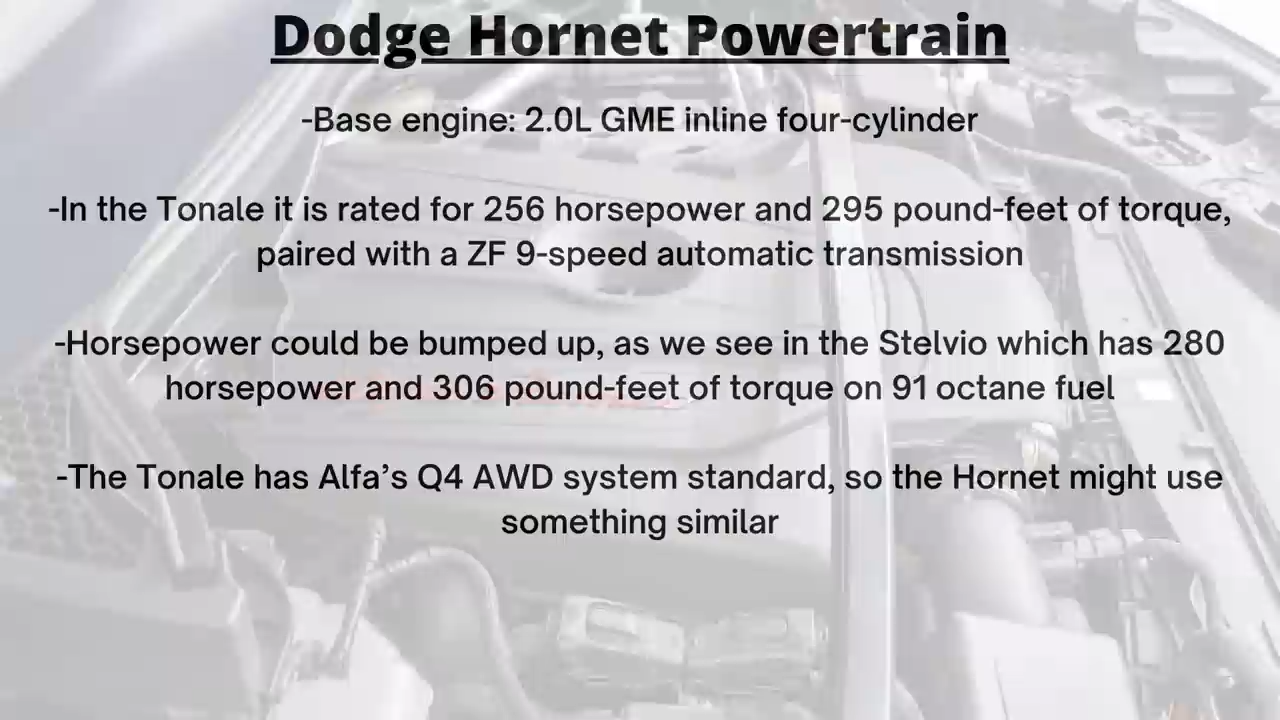 Dodge Hornet Powertrain
-Base engine: 2.0L GME inline four-cylinder
-In the Tonale it is rated for 256 horsepower and 295 pound-feet of torque,
paired with a ZF 9-speed automatic transmission
-Horsepower could be bumped up, as we see in the Stelvio which has 280
horsepower and 306 pound-feet of torque on 91 octane fuel
-The Tonale has Alfa’s Q4 AWD system standard, so the Hornet might use
something similar